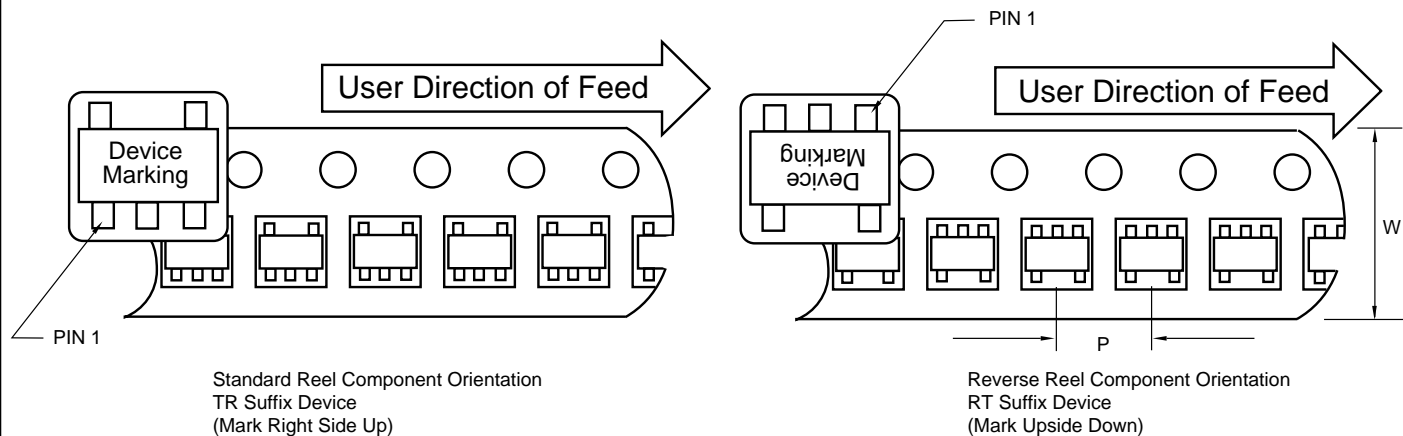 User Direction of Feed
Device
Marking
PIN 1
Standard Reel Component Orientation
TR Suffix Device
(Mark Right Side Up)
PIN 1
User Direction of Feed
Device
Marking
W
P
Reverse Reel Component Orientation
RT Suffix Device
(Mark Upside Down)